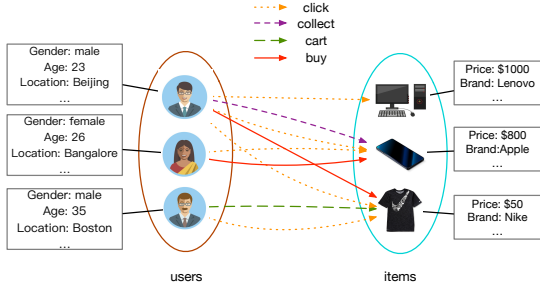 click
collect
cart
buy
Gender: male
Age: 23
Location: Beijing
...
Gender: female
Age: 26
Location: Bangalore
...
Gender: male
Age: 35
Location: Boston
...
Price: $1000
Brand: Lenovo
...
Price: $800
Brand:Apple
...
Price: $50
Brand: Nike
...
users
items